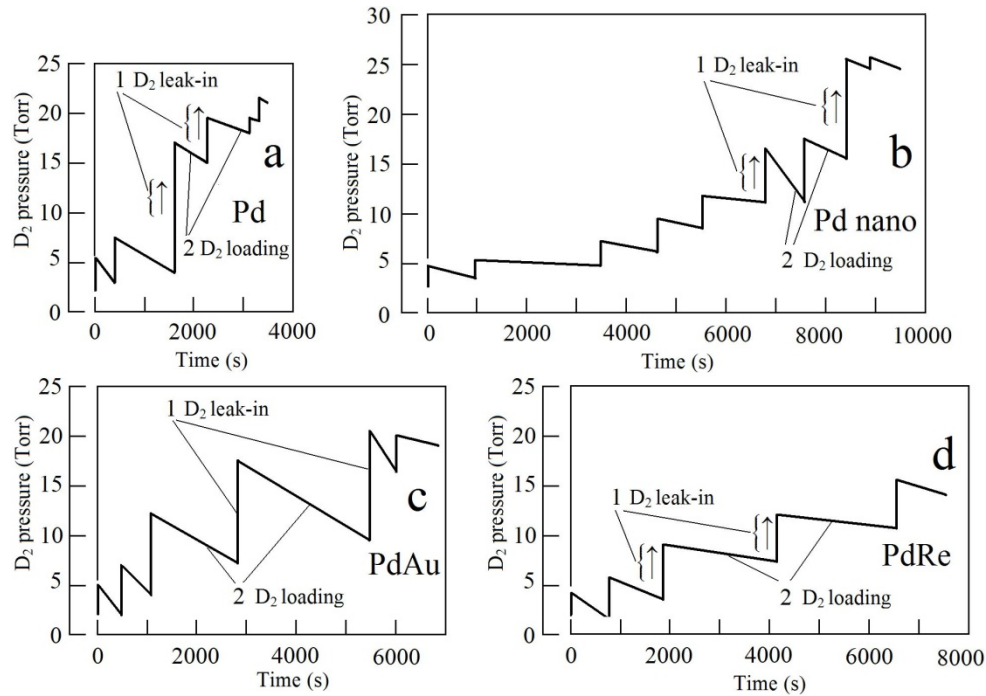 25
20
15
10
5
0
D₂ pressure (Torr)
1 D₂ leak-in
{↑
{↑
a
Pd
2 D₂ loading
0 2000 4000
Time (s)
30
25
20
15
10
5
0
D₂ pressure (Torr)
1 D₂ leak-in
{↑
{↑
b
Pd nano
2 D₂ loading
0 2000 4000 6000 8000 10000
Time (s)
25
20
15
10
5
0
D₂ pressure (Torr)
1 D₂ leak-in
c
PdAu
2 D₂ loading
0 2000 4000 6000
Time (s)
25
20
15
10
5
0
D₂ pressure (Torr)
d
1 D₂ leak-in
{↑
{↑
PdRe
2 D₂ loading
0 2000 4000 6000 8000
Time (s)